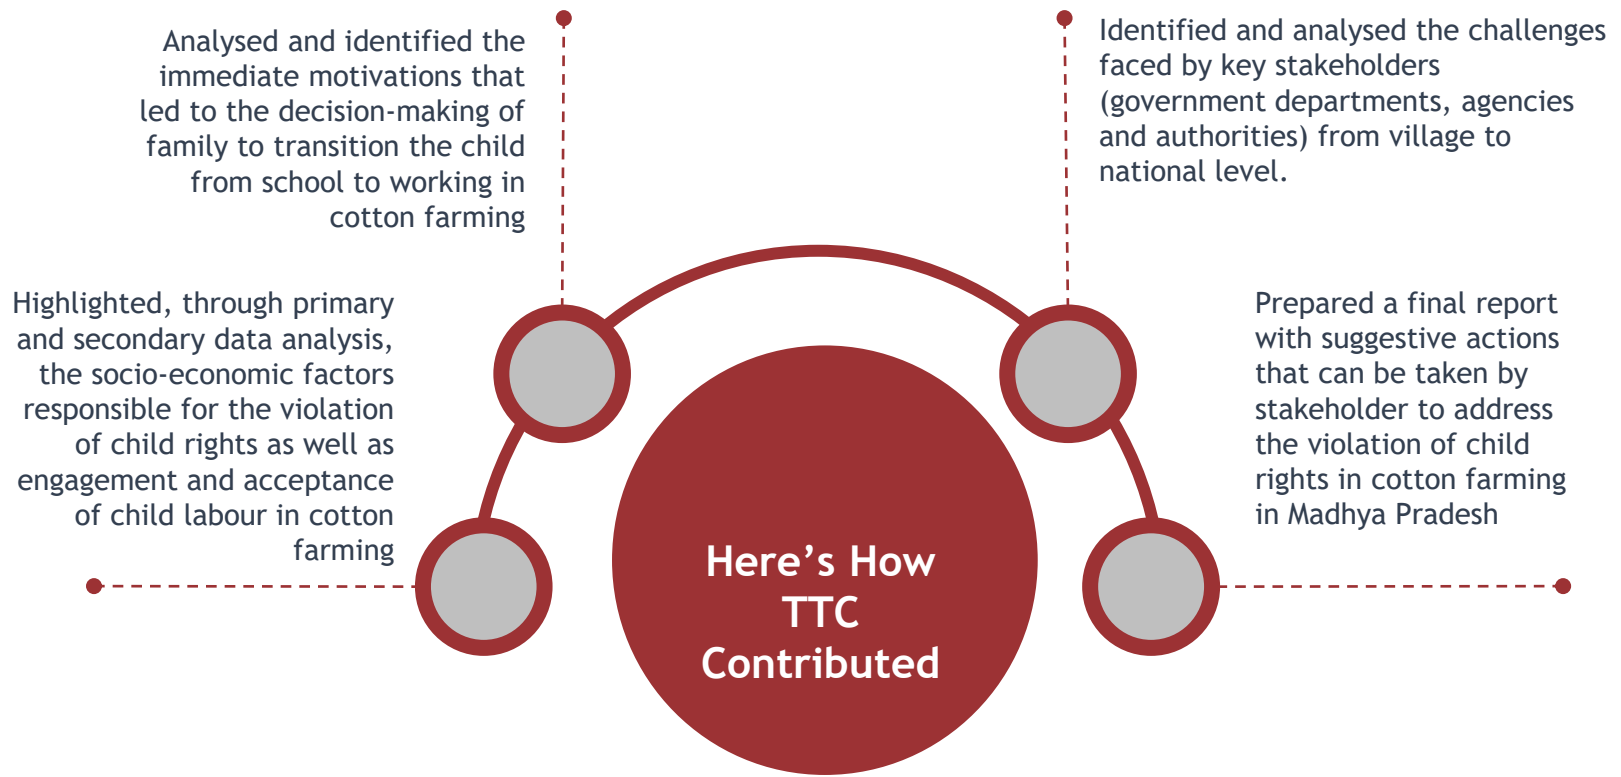 Analysed and identified the
immediate motivations that
led to the decision-making of
family to transition the child
from school to working in
cotton farming
Identified and analysed the challenges
faced by key stakeholders
(government departments, agencies
and authorities) from village to
national level.
Highlighted, through primary
and secondary data analysis,
the socio-economic factors
responsible for the violation
of child rights as well as
engagement and acceptance
of child labour in cotton
farming
Prepared a final report
with suggestive actions
that can be taken by
stakeholder to address
the violation of child
rights in cotton farming
in Madhya Pradesh
Here’s How
TTC
Contributed